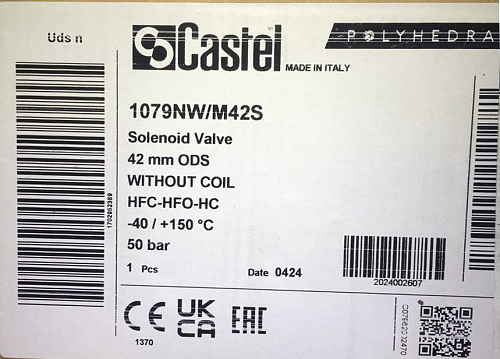 Uds n
Castel
MADE IN ITALY
POLYHEDRA
1079NW/M42S
Solenoid Valve
42 mm ODS
WITHOUT COIL
HFC-HFO-HC
-40 / +150 °C
50 bar
1 Pcs
Date 0424
2024002607
1702952389
CE
UK
CA
EAC
1370